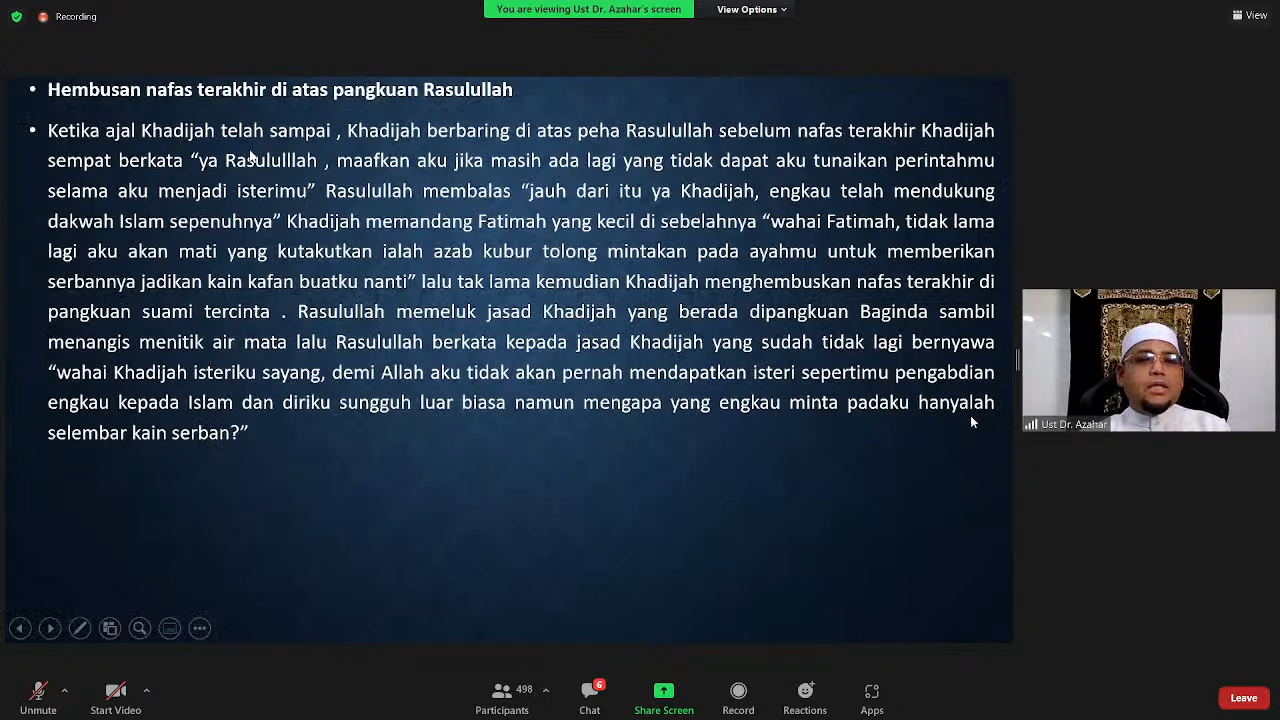 Recording
You are viewing Ust Dr. Azahar's screen
View Options
View
• Hembusan nafas terakhir di atas pangkuan Rasulullah
• Ketika ajal Khadijah telah sampai , Khadijah berbaring di atas peha Rasulullah sebelum nafas terakhir Khadijah
sempat berkata “ya Rasululllah , maafkan aku jika masih ada lagi yang tidak dapat aku tunaikan perintahmu
selama aku menjadi isterimu” Rasulullah membalas “jauh dari itu ya Khadijah, engkau telah mendukung
dakwah Islam sepenuhnya” Khadijah memandang Fatimah yang kecil di sebelahnya “wahai Fatimah, tidak lama
lagi aku akan mati yang kutakutkan ialah azab kubur tolong mintakan pada ayahmu untuk memberikan
serbannya jadikan kain kafan buatku nanti” lalu tak lama kemudian Khadijah menghembuskan nafas terakhir di
pangkuan suami tercinta . Rasulullah memeluk jasad Khadijah yang berada dipangkuan Baginda sambil
menangis menitik air mata lalu Rasulullah berkata kepada jasad Khadijah yang sudah tidak lagi bernyawa
“wahai Khadijah isteriku sayang, demi Allah aku tidak akan pernah mendapatkan isteri sepertimu pengabdian
engkau kepada Islam dan diriku sungguh luar biasa namun mengapa yang engkau minta padaku hanyalah
selembar kain serban?”
Ust Dr. Azahar
Unmute
Start Video
498
Participants
6
Chat
Share Screen
Record
Reactions
Apps
Leave